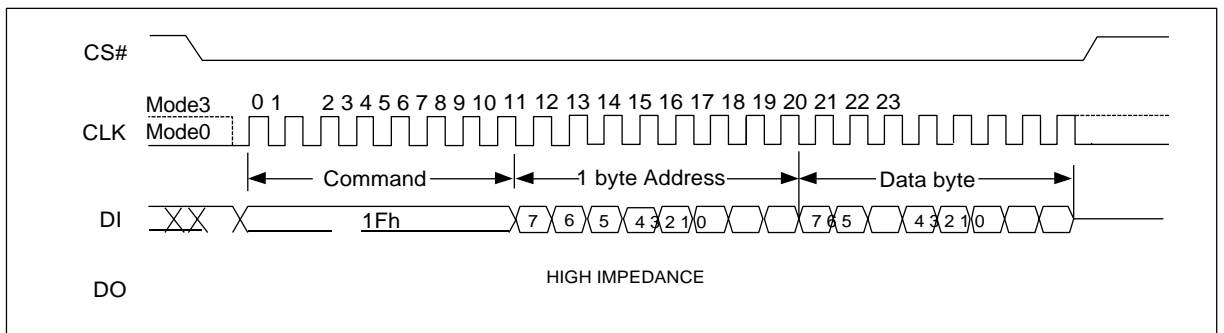 CS#
Mode3 0 1 2 3 4 5 6 7 8 9 10 11 12 13 14 15 16 17 18 19 20 21 22 23
CLK Mode0
Command 1 byte Address Data byte
DI 1Fh 7 6 5 4 3 2 1 0 7 6 5 4 3 2 1 0
HIGH IMPEDANCE
DO